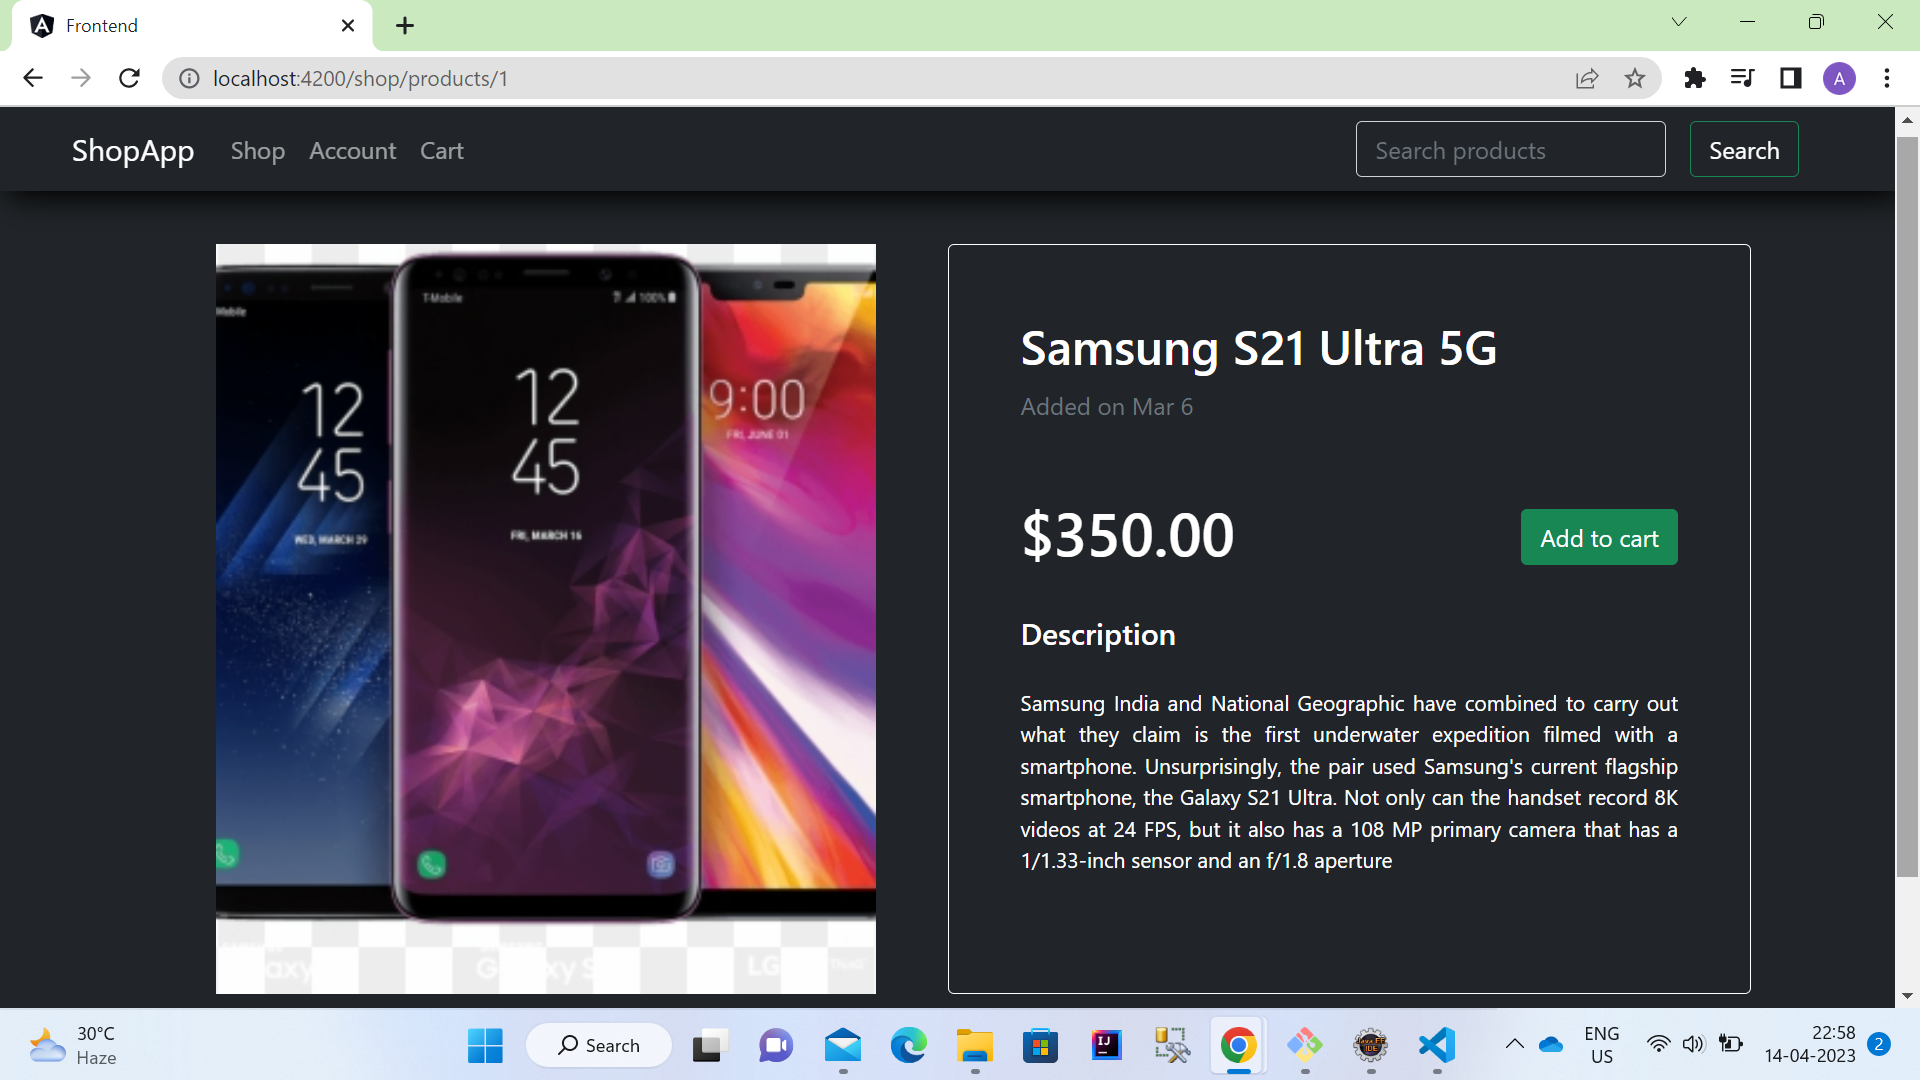 Frontend
localhost:4200/shop/products/1
A
ShopApp
Shop
Account
Cart
Search products
Search
T-Mobile
100%
12
45
WED, MARCH 29
12
45
FRI, MARCH 16
9:00
FRI, JUNE 01
LG
Samsung S21 Ultra 5G
Added on Mar 6
$350.00
Add to cart
Description
Samsung India and National Geographic have combined to carry out
what they claim is the first underwater expedition filmed with a
smartphone. Unsurprisingly, the pair used Samsung's current flagship
smartphone, the Galaxy S21 Ultra. Not only can the handset record 8K
videos at 24 FPS, but it also has a 108 MP primary camera that has a
1/1.33-inch sensor and an f/1.8 aperture
30°C
Haze
Search
IJ
ENG
US
22:58
14-04-2023
2